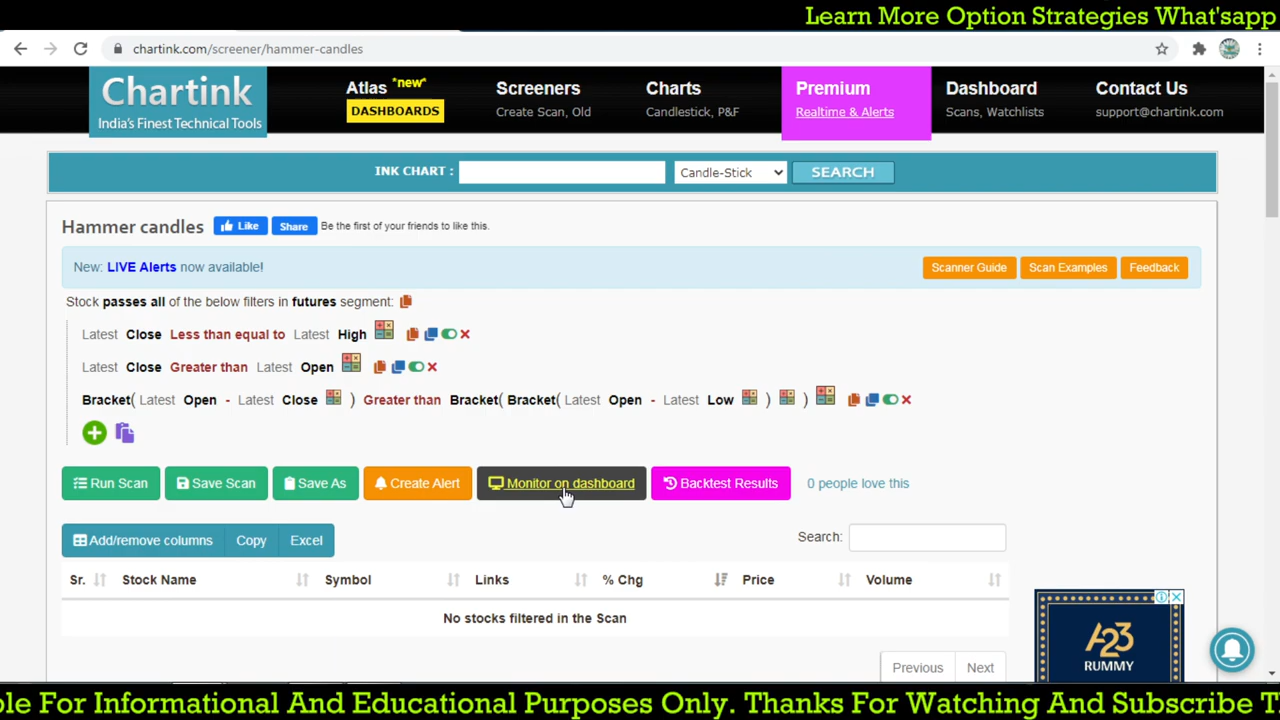 Learn More Option Strategies What'sapp
chartink.com/screener/hammer-candles
Chartink
India's Finest Technical Tools
Atlas *new*
DASHBOARDS
Screeners
Create Scan, Old
Charts
Candlestick, P&F
Premium
Realtime & Alerts
Dashboard
Scans, Watchlists
Contact Us
support@chartink.com
INK CHART : Candle-Stick SEARCH
Hammer candles Like Share Be the first of your friends to like this.
New: LIVE Alerts now available! Scanner Guide Scan Examples Feedback
Stock passes all of the below filters in futures segment:
Latest Close Less than equal to Latest High
Latest Close Greater than Latest Open
Bracket( Latest Open - Latest Close ) Greater than Bracket( Bracket( Latest Open - Latest Low ) )
Run Scan Save Scan Save As Create Alert Monitor on dashboard Backtest Results 0 people love this
Add/remove columns Copy Excel Search:
Sr. Stock Name Symbol Links % Chg Price Volume
No stocks filtered in the Scan
A23
RUMMY
Previous Next
ble For Informational And Educational Purposes Only. Thanks For Watching And Subscribe T